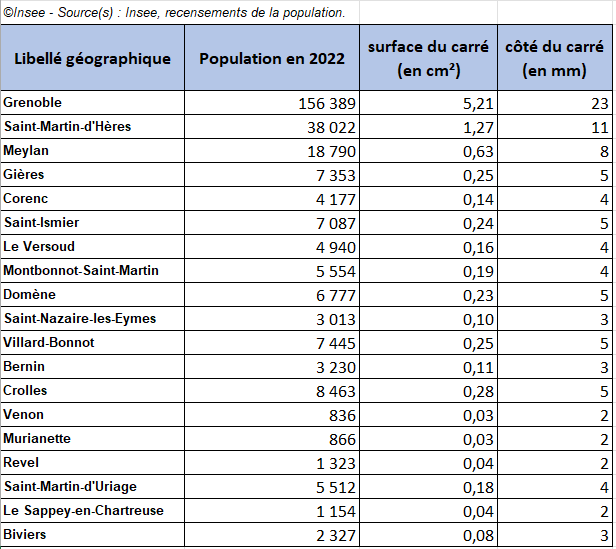 ©Insee - Source(s) : Insee, recensements de la population.
Libellé géographique Population en 2022 surface du carré (en cm²) côté du carré (en mm)
Grenoble 156 389 5,21 23
Saint-Martin-d'Hères 38 022 1,27 11
Meylan 18 790 0,63 8
Gières 7 353 0,25 5
Corenc 4 177 0,14 4
Saint-Ismier 7 087 0,24 5
Le Versoud 4 940 0,16 4
Montbonnot-Saint-Martin 5 554 0,19 4
Domène 6 777 0,23 5
Saint-Nazaire-les-Eymes 3 013 0,10 3
Villard-Bonnot 7 445 0,25 5
Bernin 3 230 0,11 3
Crolles 8 463 0,28 5
Venon 836 0,03 2
Murianette 866 0,03 2
Revel 1 323 0,04 2
Saint-Martin-d'Uriage 5 512 0,18 4
Le Sappey-en-Chartreuse 1 154 0,04 2
Biviers 2 327 0,08 3